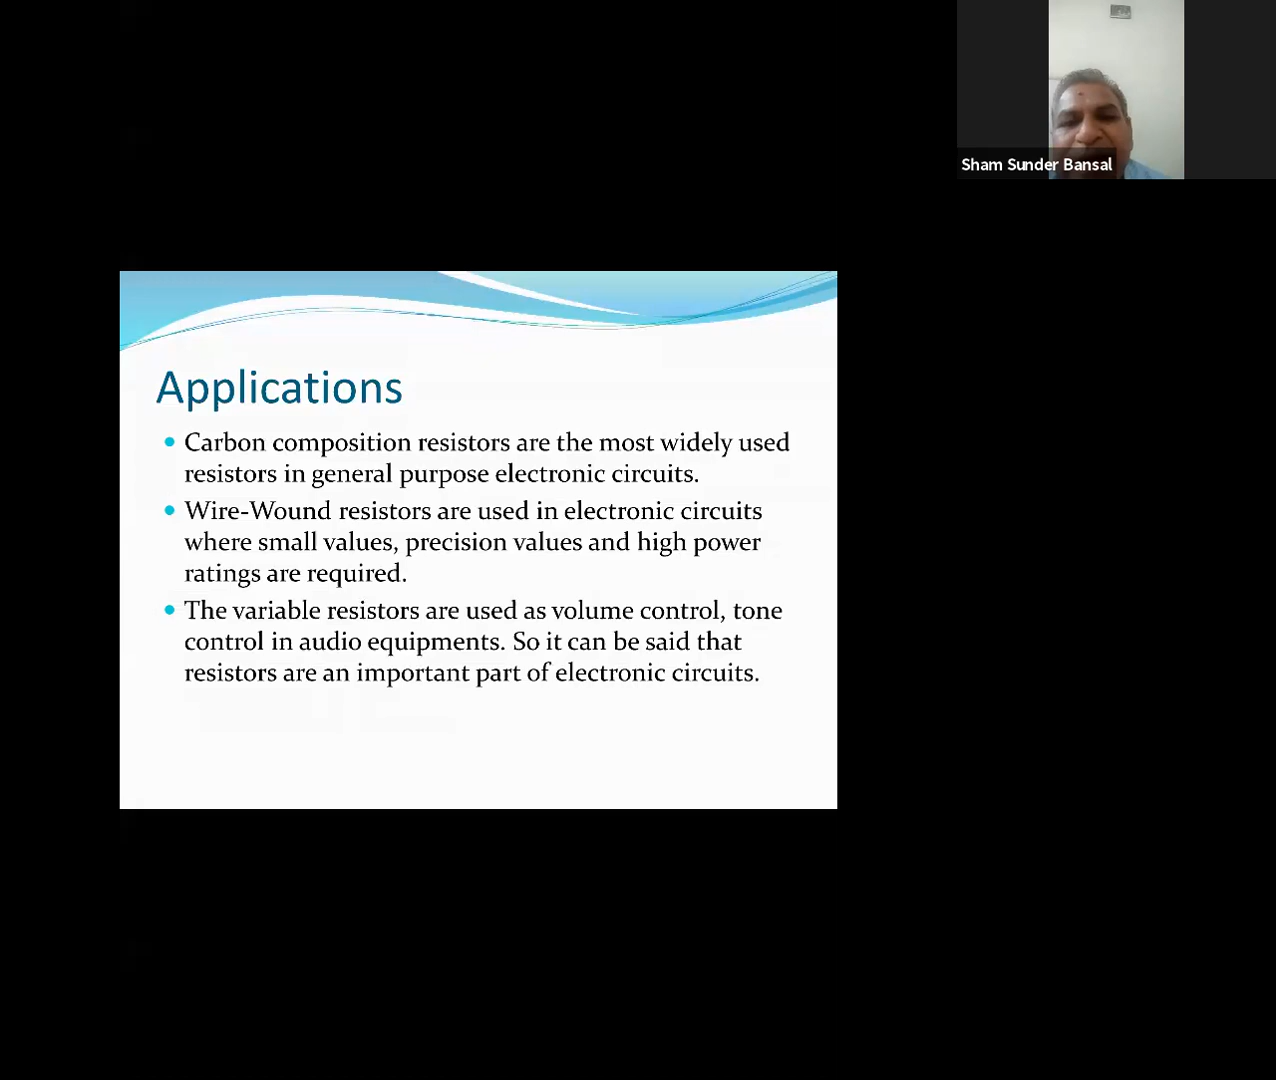 Sham Sunder Bansal
Applications
Carbon composition resistors are the most widely used
resistors in general purpose electronic circuits.
Wire-Wound resistors are used in electronic circuits
where small values, precision values and high power
ratings are required.
The variable resistors are used as volume control, tone
control in audio equipments. So it can be said that
resistors are an important part of electronic circuits.